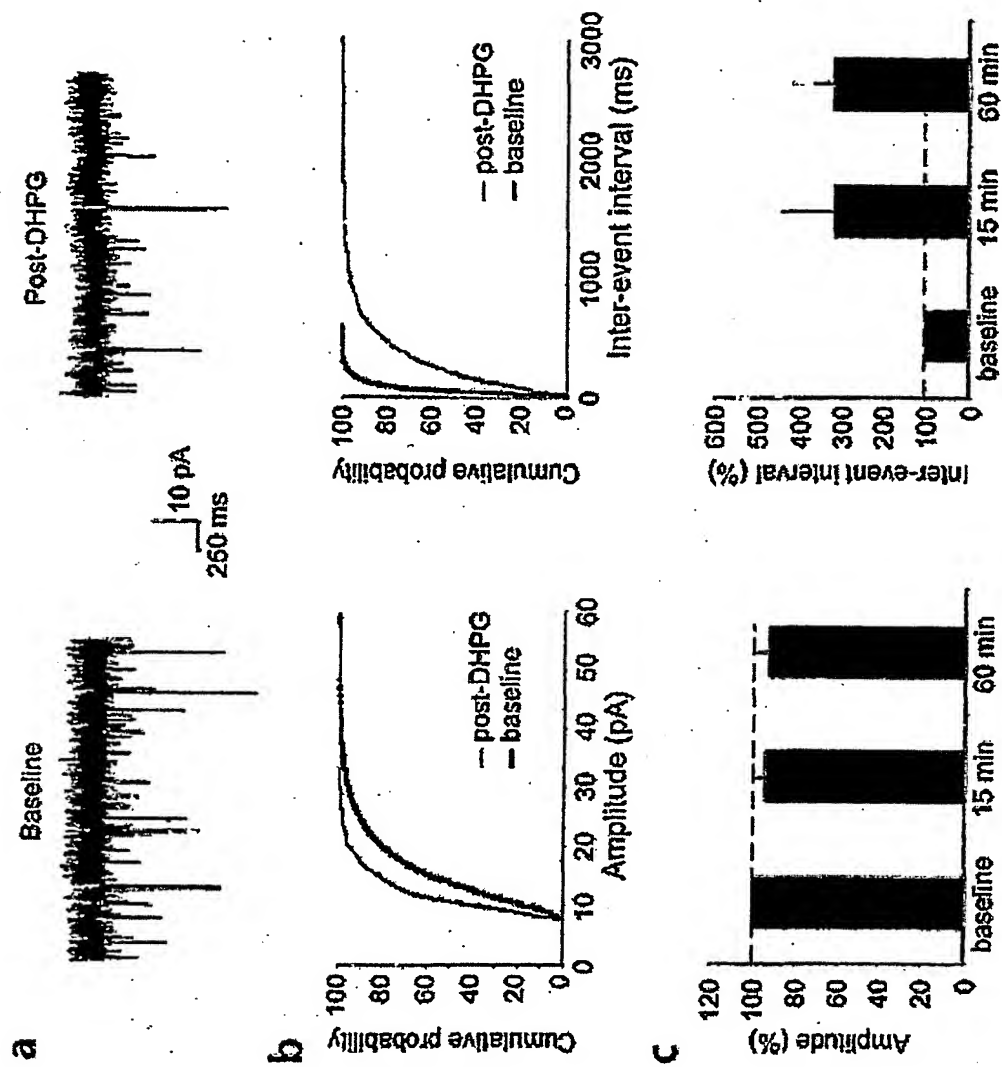 a
Baseline
Post-DHPG
10 pA
250 ms
b
Cumulative probability
100
80
60
40
20
0
0
10
20
30
40
50
60
Amplitude (pA)
post-DHPG
baseline
Cumulative probability
100
80
60
40
20
0
0
1000
2000
3000
Inter-event interval (ms)
post-DHPG
baseline
c
Amplitude (%)
120
100
80
60
40
20
0
baseline
15 min
60 min
Inter-event interval (%)
600
500
400
300
200
100
0
baseline
15 min
60 min